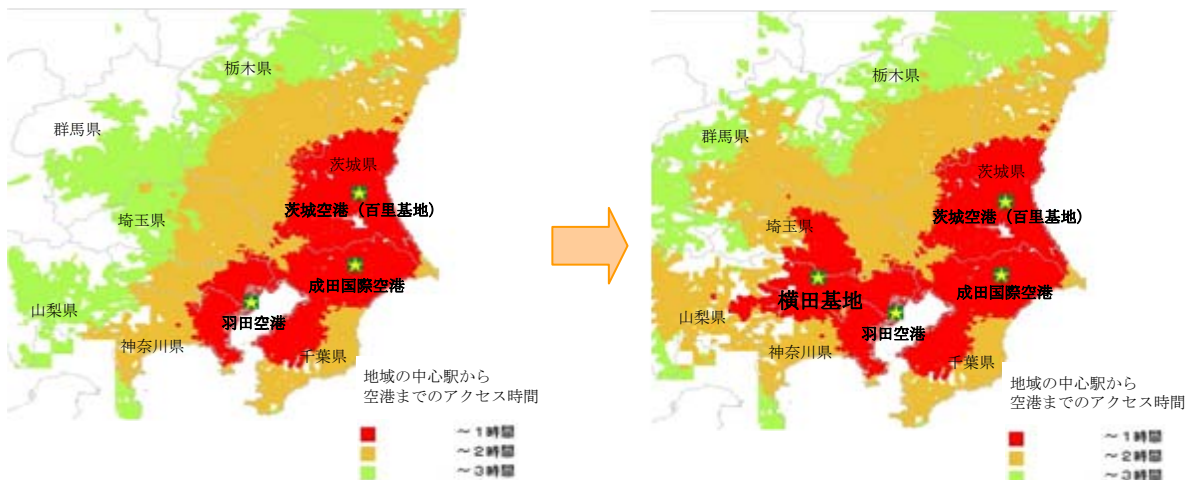 栃木県
群馬県
茨城県
茨城空港（百里基地）
埼玉県
成田国際空港
山梨県
羽田空港
神奈川県
千葉県
地域の中心駅から
空港までのアクセス時間
～1時間
～2時間
～3時間
栃木県
群馬県
茨城県
茨城空港（百里基地）
埼玉県
横田基地
成田国際空港
山梨県
羽田空港
神奈川県
千葉県
地域の中心駅から
空港までのアクセス時間
～1時間
～2時間
～3時間